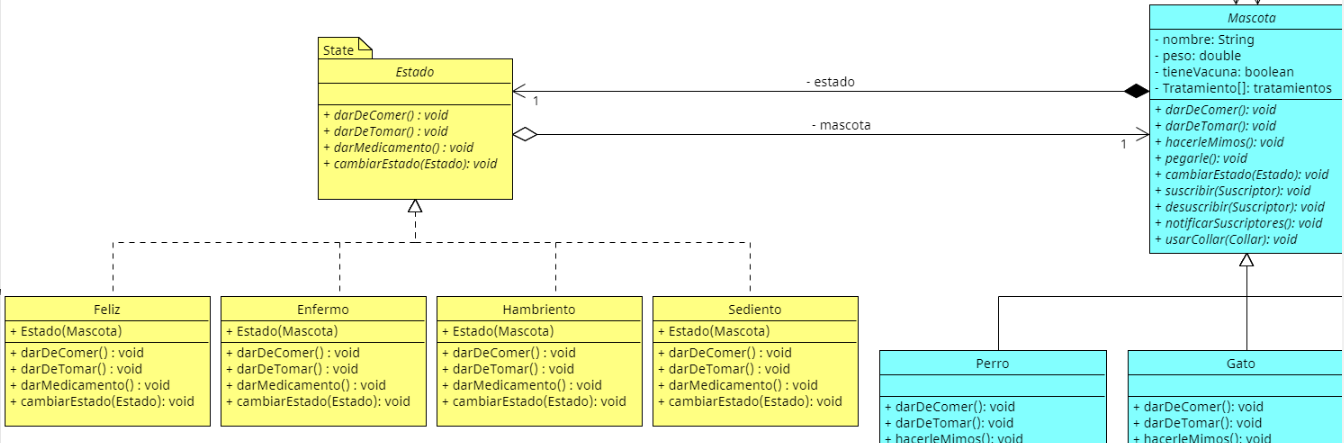 State
Estado
+ darDeComer() : void
+ darDeTomar() : void
+ darMedicamento() : void
+ cambiarEstado(Estado): void
- estado
1
- mascota
1
Mascota
- nombre: String
- peso: double
- tieneVacuna: boolean
- Tratamiento[]: tratamientos
+ darDeComer(): void
+ darDeTomar(): void
+ hacerleMimos(): void
+ pegarle(): void
+ cambiarEstado(Estado): void
+ suscribir(Suscriptor): void
+ desuscribir(Suscriptor): void
+ notificarSuscriptores(): void
+ usarCollar(Collar): void
Feliz
+ Estado(Mascota)
+ darDeComer() : void
+ darDeTomar() : void
+ darMedicamento() : void
+ cambiarEstado(Estado): void
Enfermo
+ Estado(Mascota)
+ darDeComer() : void
+ darDeTomar() : void
+ darMedicamento() : void
+ cambiarEstado(Estado): void
Hambriento
+ Estado(Mascota)
+ darDeComer() : void
+ darDeTomar() : void
+ darMedicamento() : void
+ cambiarEstado(Estado): void
Sediento
+ Estado(Mascota)
+ darDeComer() : void
+ darDeTomar() : void
+ darMedicamento() : void
+ cambiarEstado(Estado): void
Perro
+ darDeComer(): void
+ darDeTomar(): void
+ hacerleMimos(): void
Gato
+ darDeComer(): void
+ darDeTomar(): void
+ hacerleMimos(): void